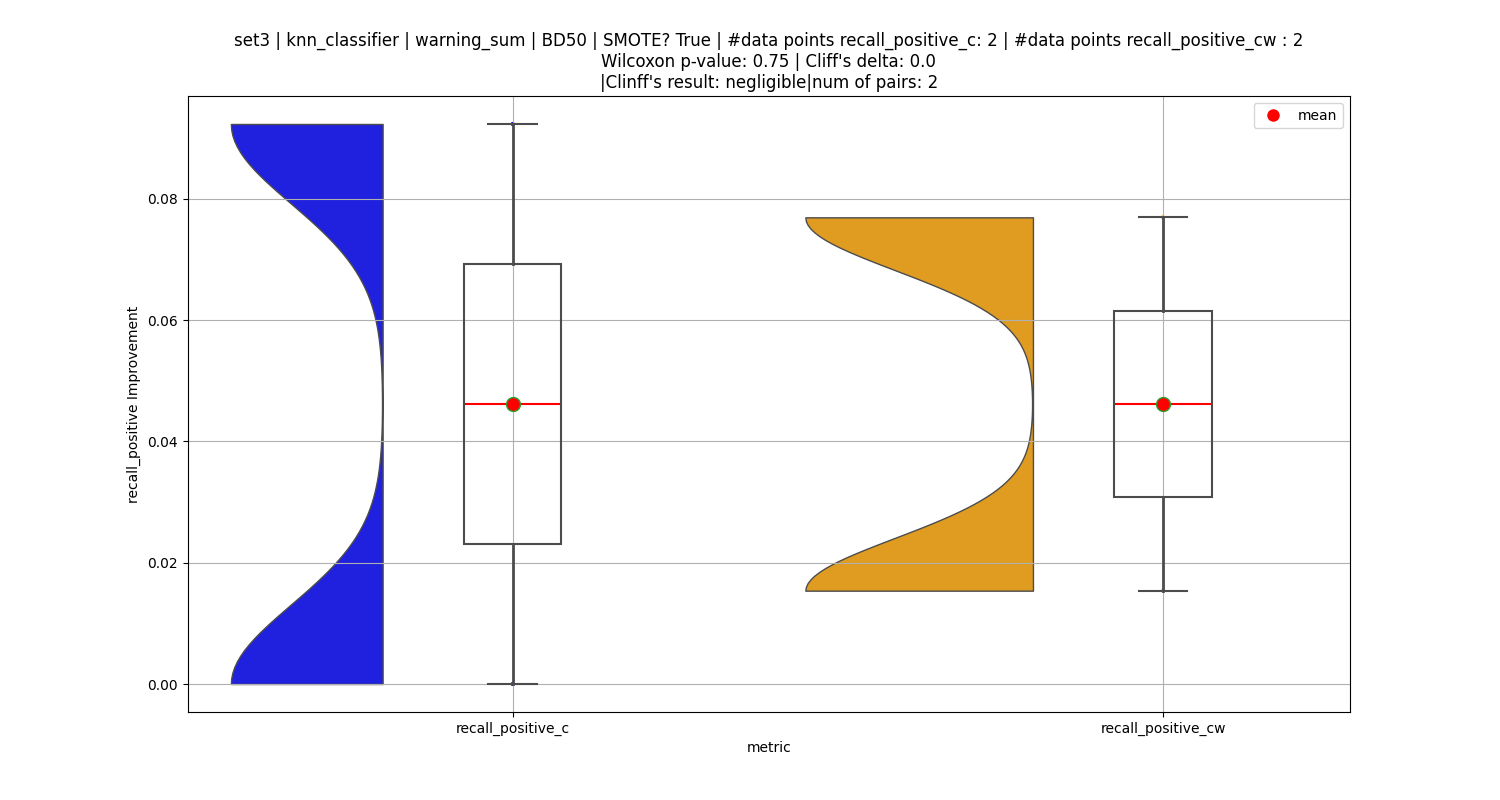 set3 | knn_classifier | warning_sum | BD50 | SMOTE? True | #data points recall_positive_c: 2 | #data points recall_positive_cw : 2
Wilcoxon p-value: 0.75 | Cliff's delta: 0.0
|Clinff's result: negligible|num of pairs: 2
mean
0.08
0.06
0.04
0.02
0.00
recall_positive Improvement
recall_positive_c
recall_positive_cw
metric